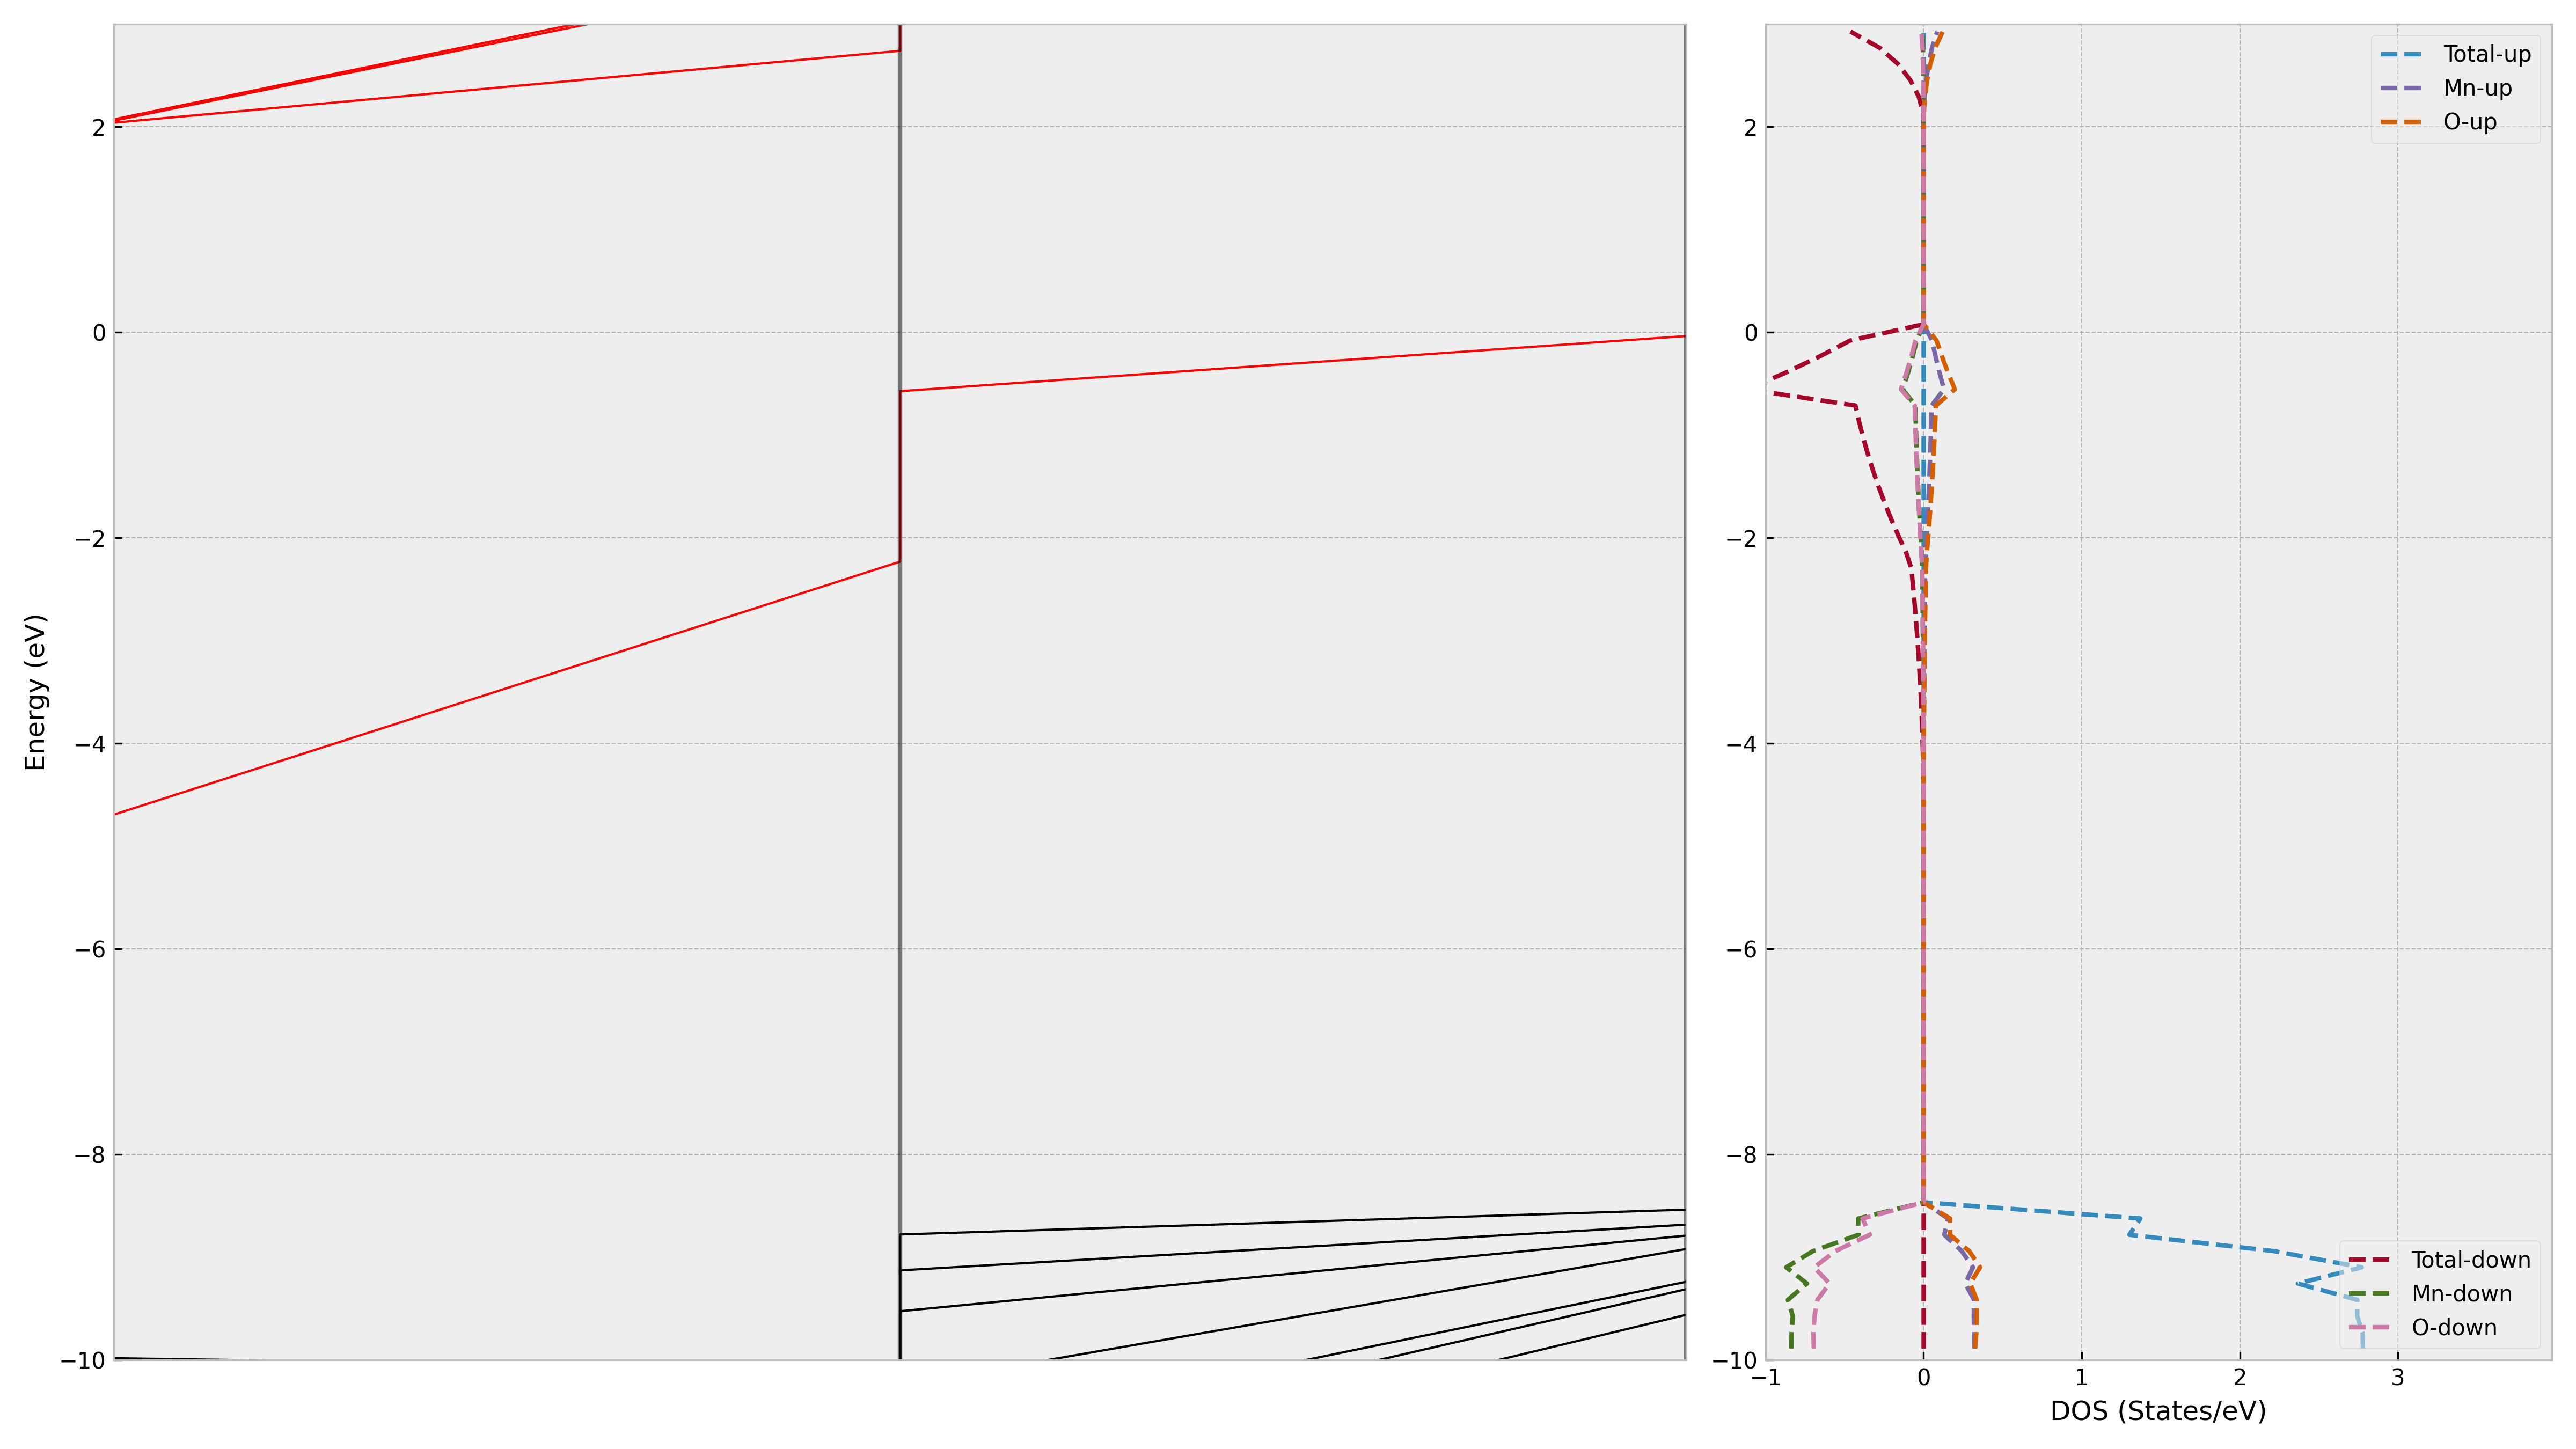 Energy (eV)
2
0
−2
−4
−6
−8
−10
2
0
−2
−4
−6
−8
−10
Total-up
Mn-up
O-up
Total-down
Mn-down
O-down
−1 0 1 2 3
DOS (States/eV)